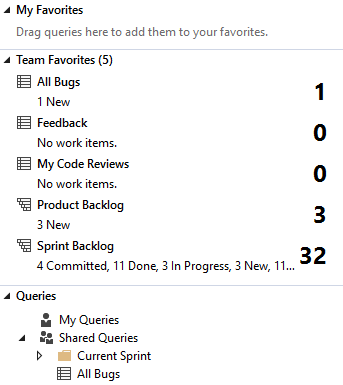 My Favorites
Drag queries here to add them to your favorites.
Team Favorites (5)
All Bugs
1 New
1
Feedback
No work items.
0
My Code Reviews
No work items.
0
Product Backlog
3 New
3
Sprint Backlog
4 Committed, 11 Done, 3 In Progress, 3 New, 11...
32
Queries
My Queries
Shared Queries
Current Sprint
All Bugs